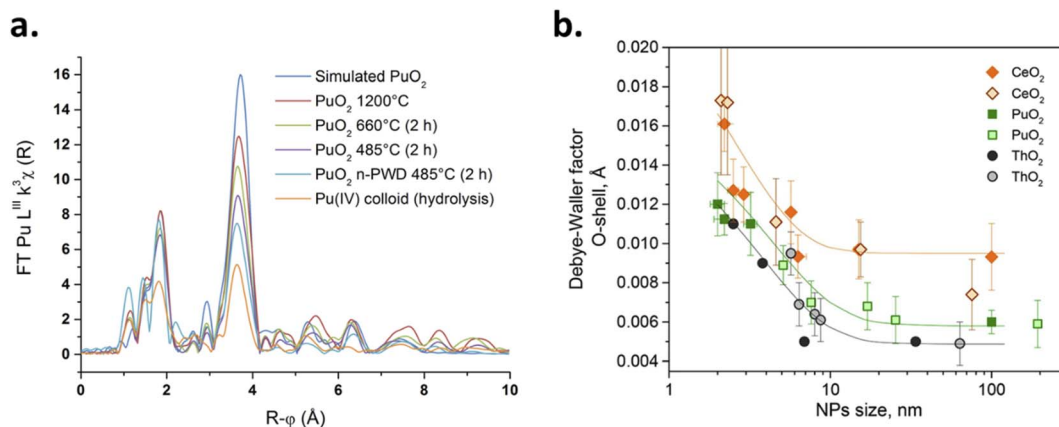 a.
FT Pu L^III k³χ (R)
16
14
12
10
8
6
4
2
0
0
2
4
6
8
10
R-φ (Å)
Simulated PuO₂
PuO₂ 1200°C
PuO₂ 660°C (2 h)
PuO₂ 485°C (2 h)
PuO₂ n-PWD 485°C (2 h)
Pu(IV) colloid (hydrolysis)
b.
Debye-Waller factor
O-shell, Å
0.020
0.018
0.016
0.014
0.012
0.010
0.008
0.006
0.004
1
10
100
NPs size, nm
CeO₂
CeO₂
PuO₂
PuO₂
ThO₂
ThO₂